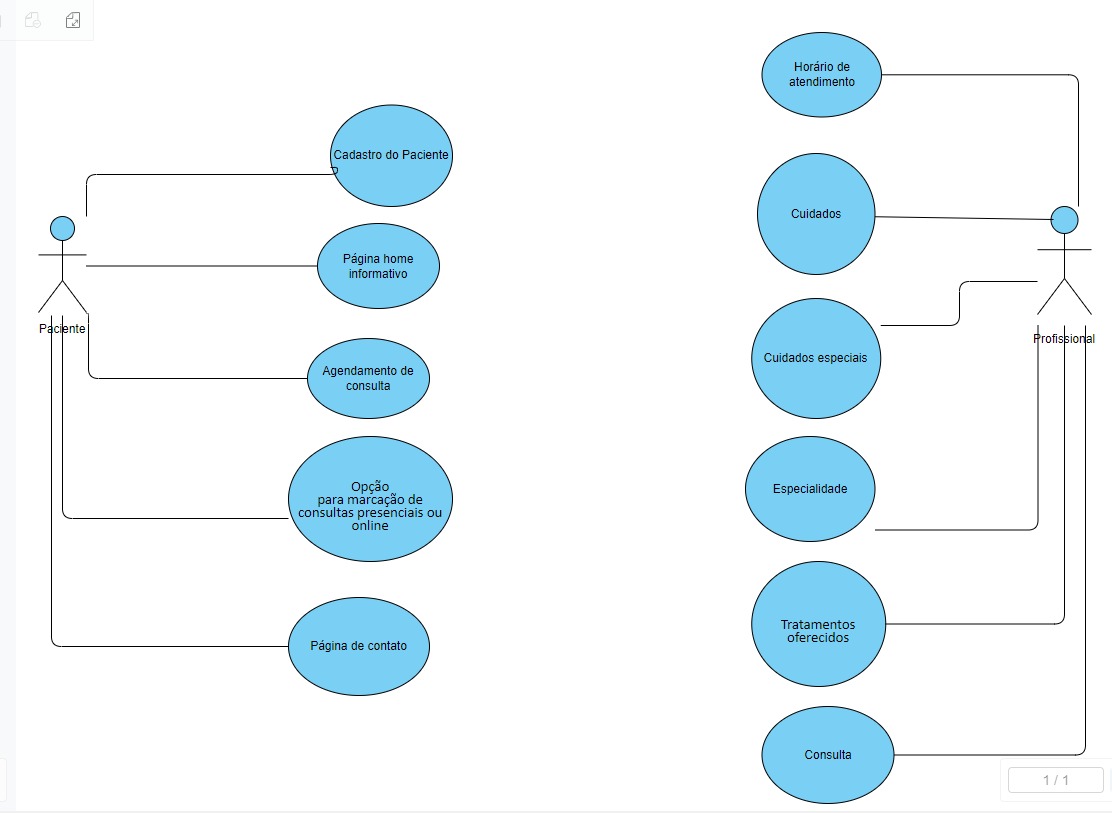 Cadastro do Paciente
Página home
informativo
Paciente
Agendamento de
consulta
Opção
para marcação de
consultas presenciais ou
online
Página de contato
Horário de
atendimento
Cuidados
Cuidados especiais
Profissional
Especialidade
Tratamentos
oferecidos
Consulta
1 / 1